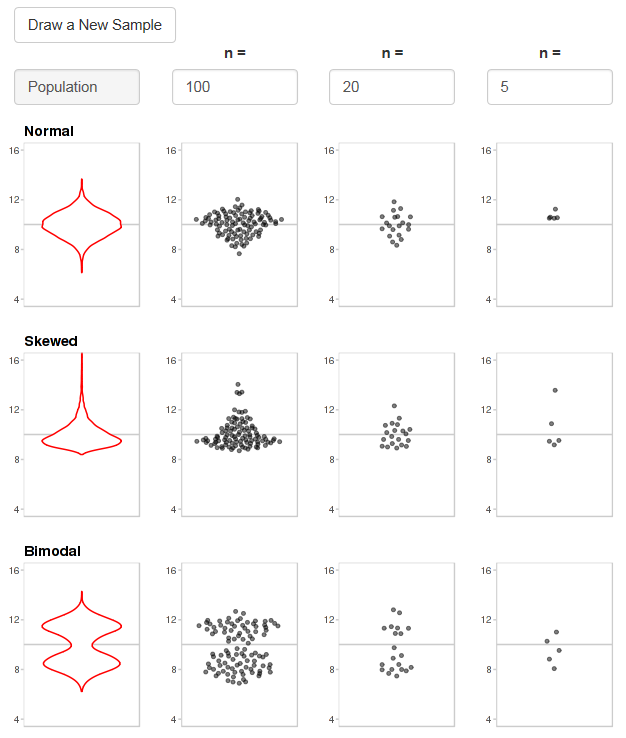 Draw a New Sample
n = n = n =
Population 100 20 5
Normal
16 16 16 16
12 12 12 12
8 8 8 8
4 4 4 4
Skewed
16 16 16 16
12 12 12 12
8 8 8 8
4 4 4 4
Bimodal
16 16 16 16
12 12 12 12
8 8 8 8
4 4 4 4